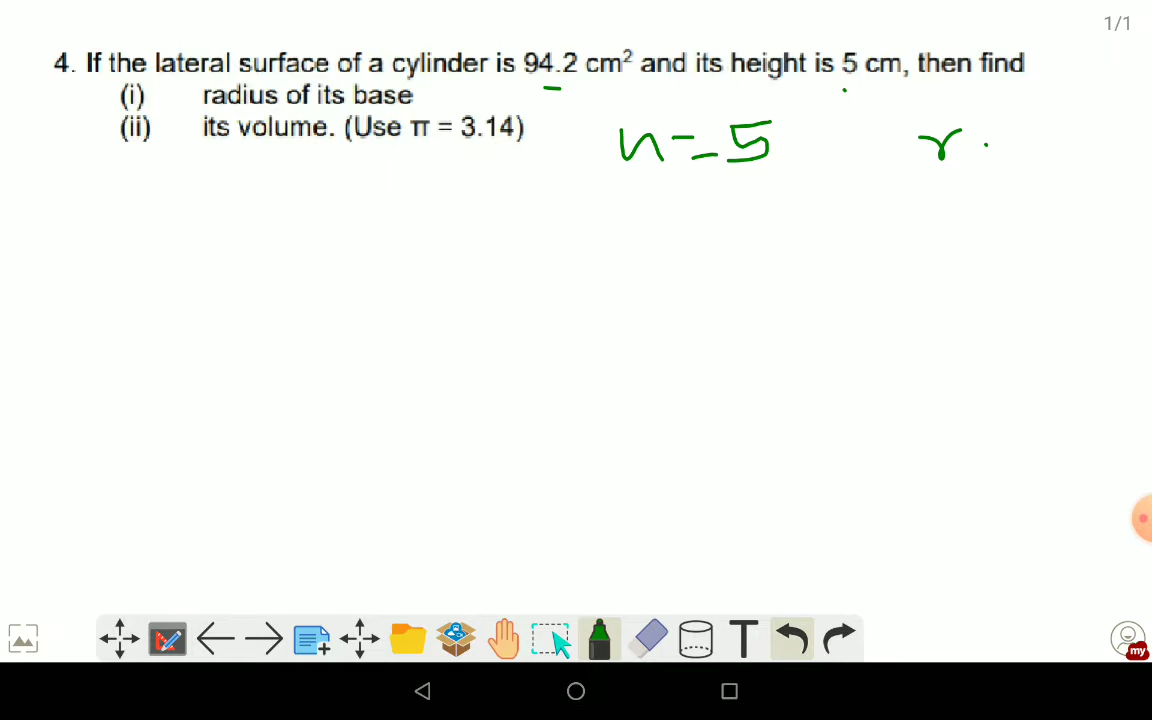 1/1
4. If the lateral surface of a cylinder is 94.2 cm² and its height is 5 cm, then find
(i) radius of its base
(ii) its volume. (Use π = 3.14)
h = 5 r
T
my